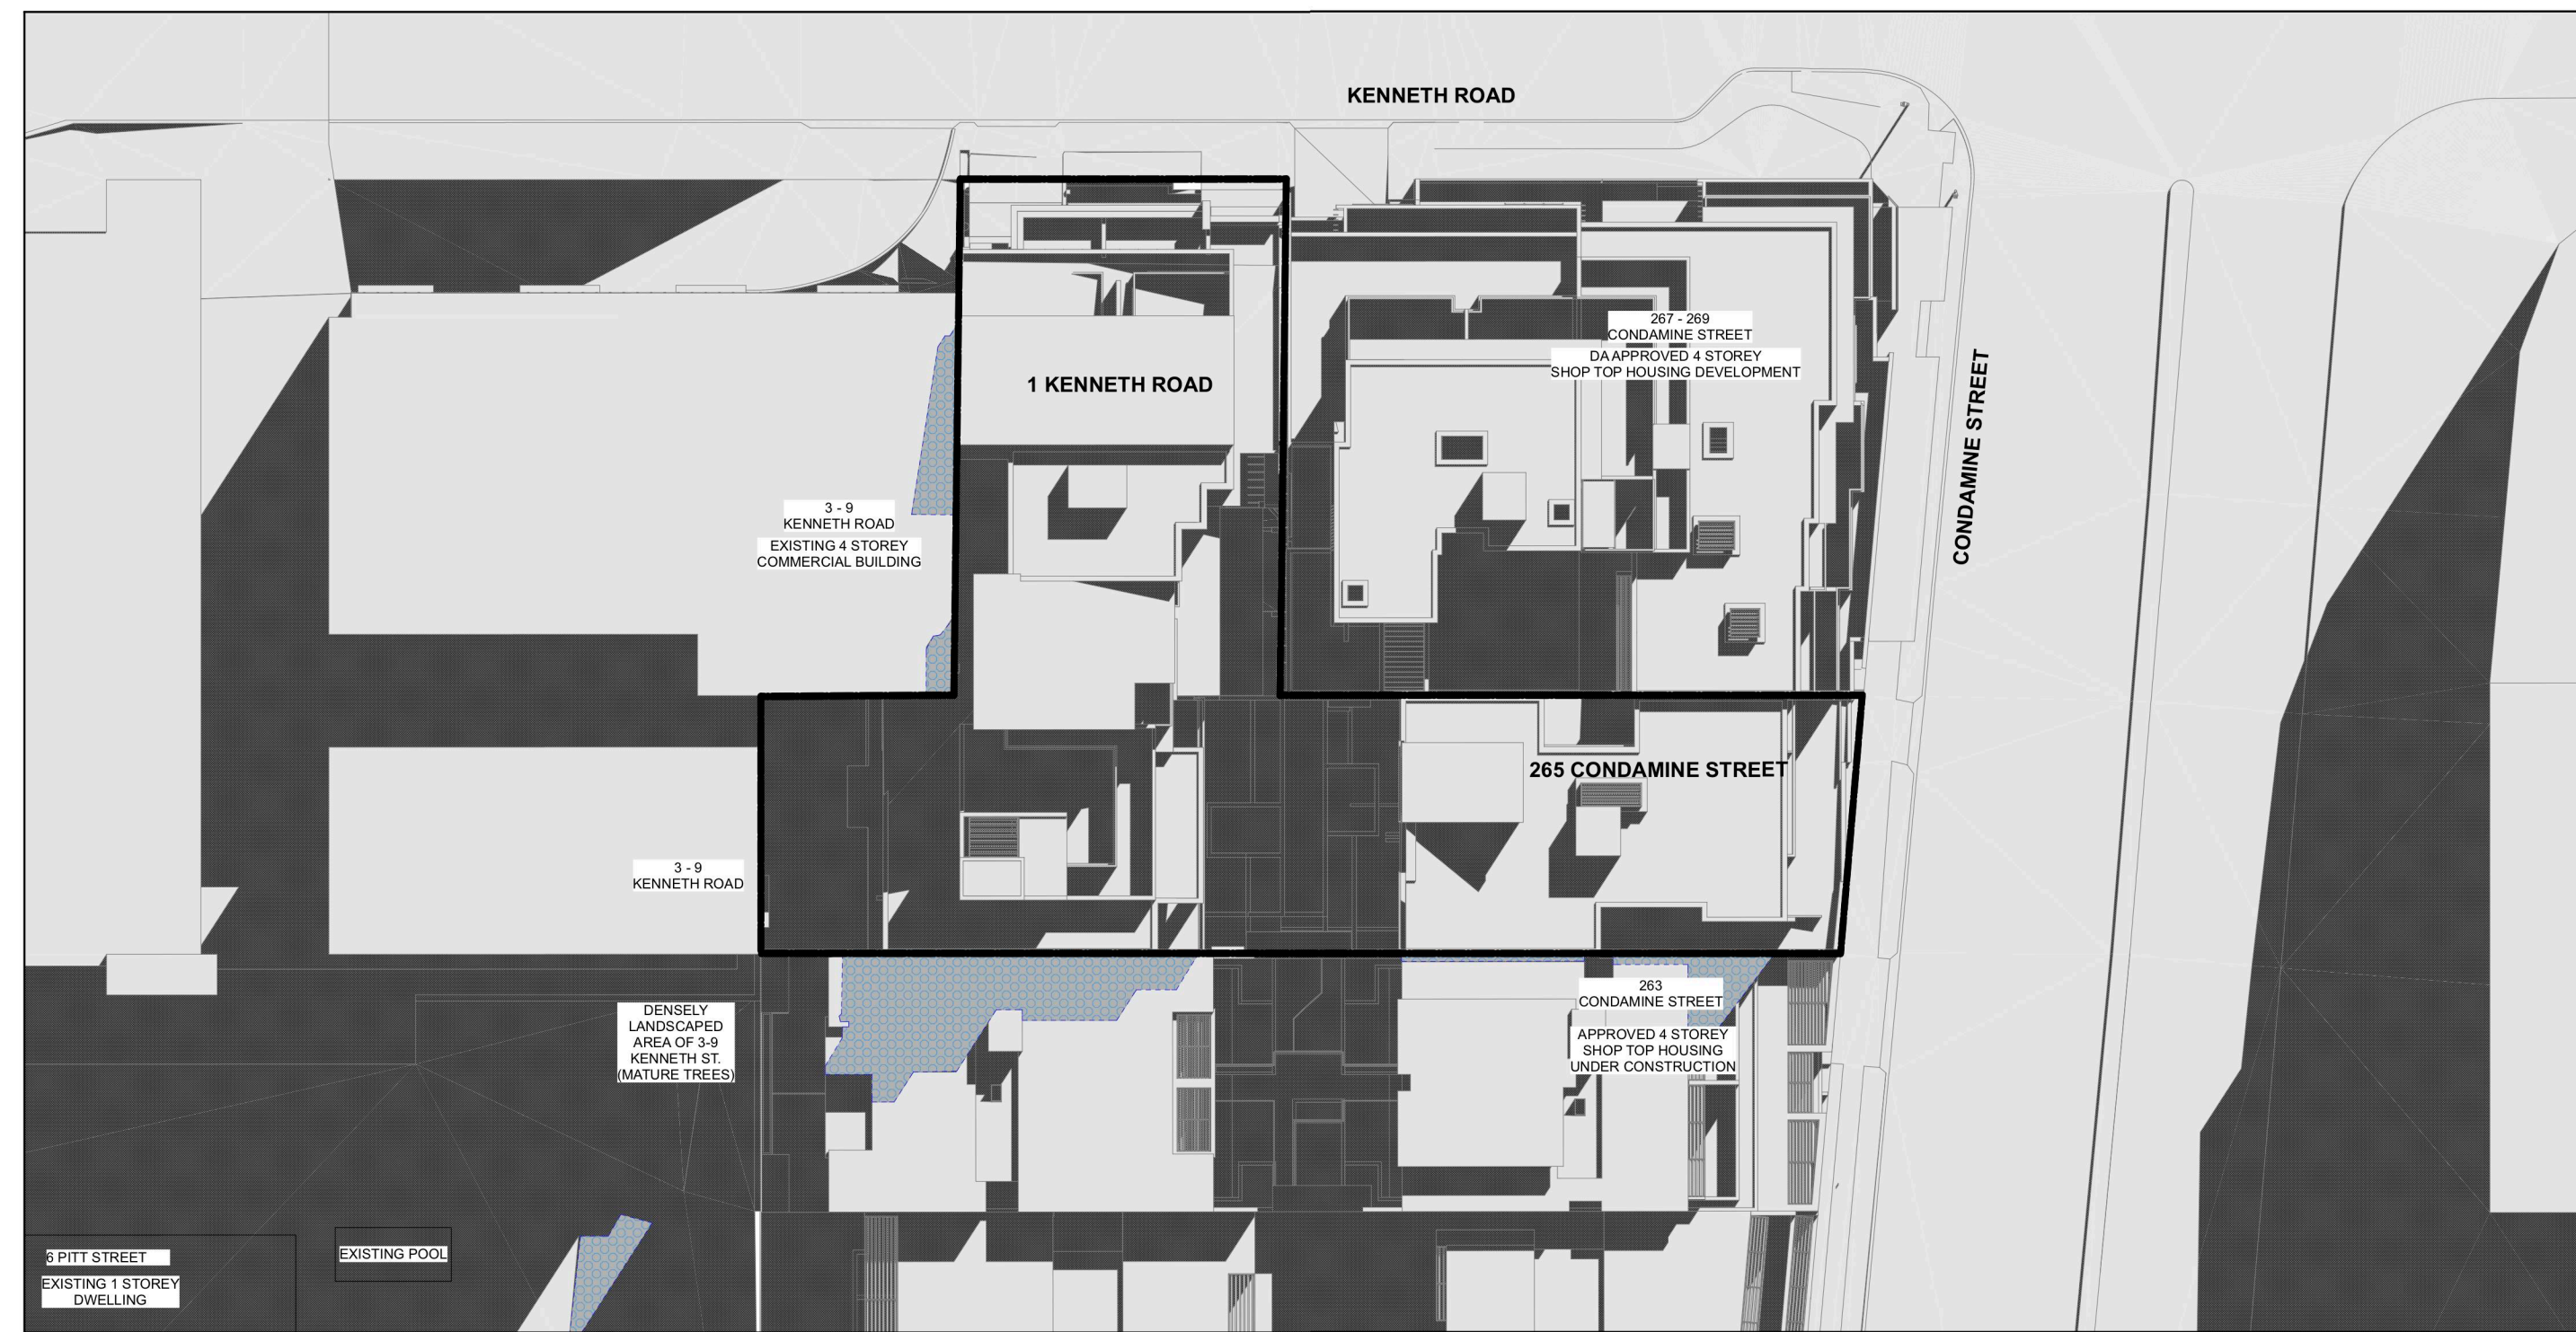 KENNETH ROAD
267 - 269
CONDAMINE STREET
DA APPROVED 4 STOREY
SHOP TOP HOUSING DEVELOPMENT
1 KENNETH ROAD
CONDAMINE STREET
3 - 9
KENNETH ROAD
EXISTING 4 STOREY
COMMERCIAL BUILDING
265 CONDAMINE STREET
3 - 9
KENNETH ROAD
263
CONDAMINE STREET
APPROVED 4 STOREY
SHOP TOP HOUSING
UNDER CONSTRUCTION
DENSELY
LANDSCAPED
AREA OF 3-9
KENNETH ST.
(MATURE TREES)
6 PITT STREET
EXISTING 1 STOREY
DWELLING
EXISTING POOL